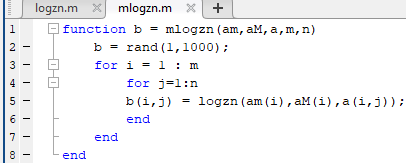 logzn.m × mlogzn.m × +
1 function b = mlogzn(am,aM,a,m,n)
2 – b = rand(1,1000);
3 – for i = 1 : m
4 – for j=1:n
5 – b(i,j) = logzn(am(i),aM(i),a(i,j));
6 – end
7 – end
8 – end